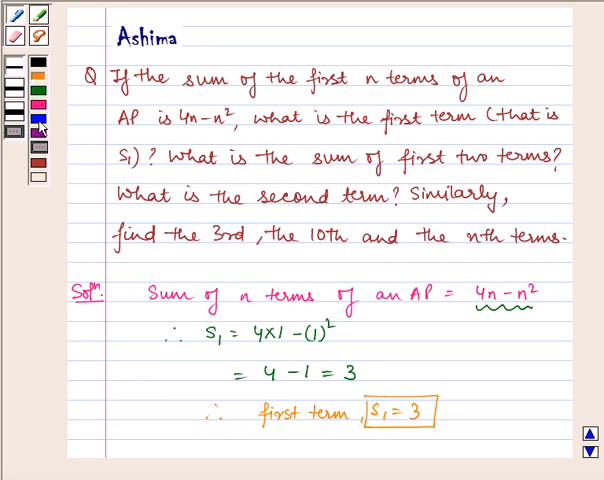 Ashima
Q If the sum of the first n terms of an
AP is 4n-n², what is the first term (that is
S₁)? What is the sum of first two terms?
What is the second term? Similarly,
find the 3rd, the 10th and the nth terms.
Solⁿ. Sum of n terms of an AP = 4n-n²
∴ S₁ = 4×1 - (1)²
= 4 - 1 = 3
∴ first term, S₁ = 3